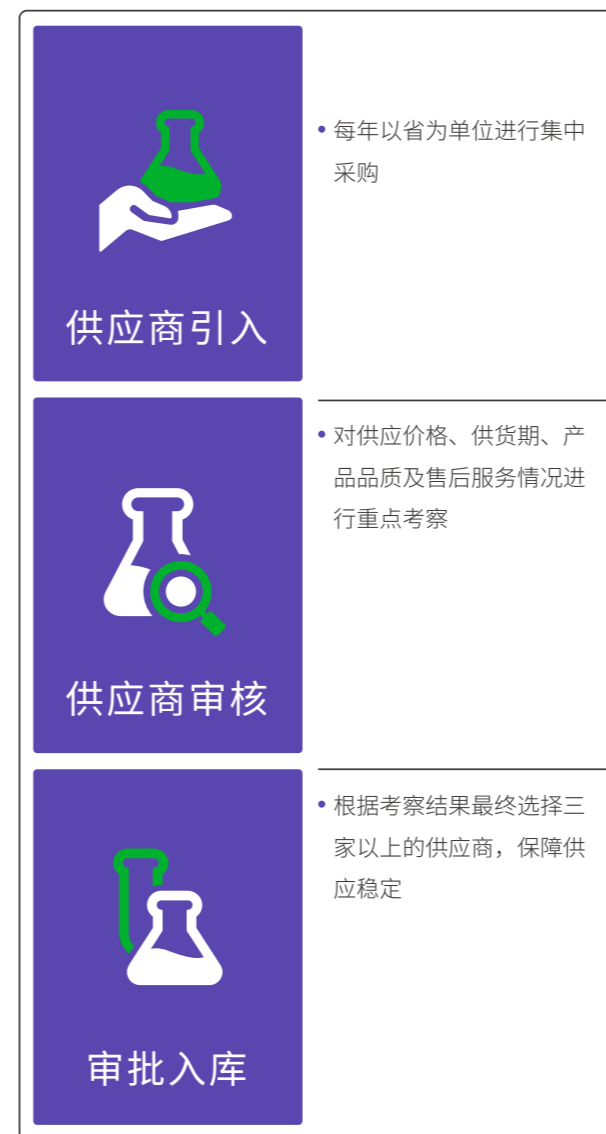 供应商引入
• 每年以省为单位进行集中
采购
供应商审核
• 对供应价格、供货期、产
品品质及售后服务情况进
行重点考察
审批入库
• 根据考察结果最终选择三
家以上的供应商，保障供
应稳定